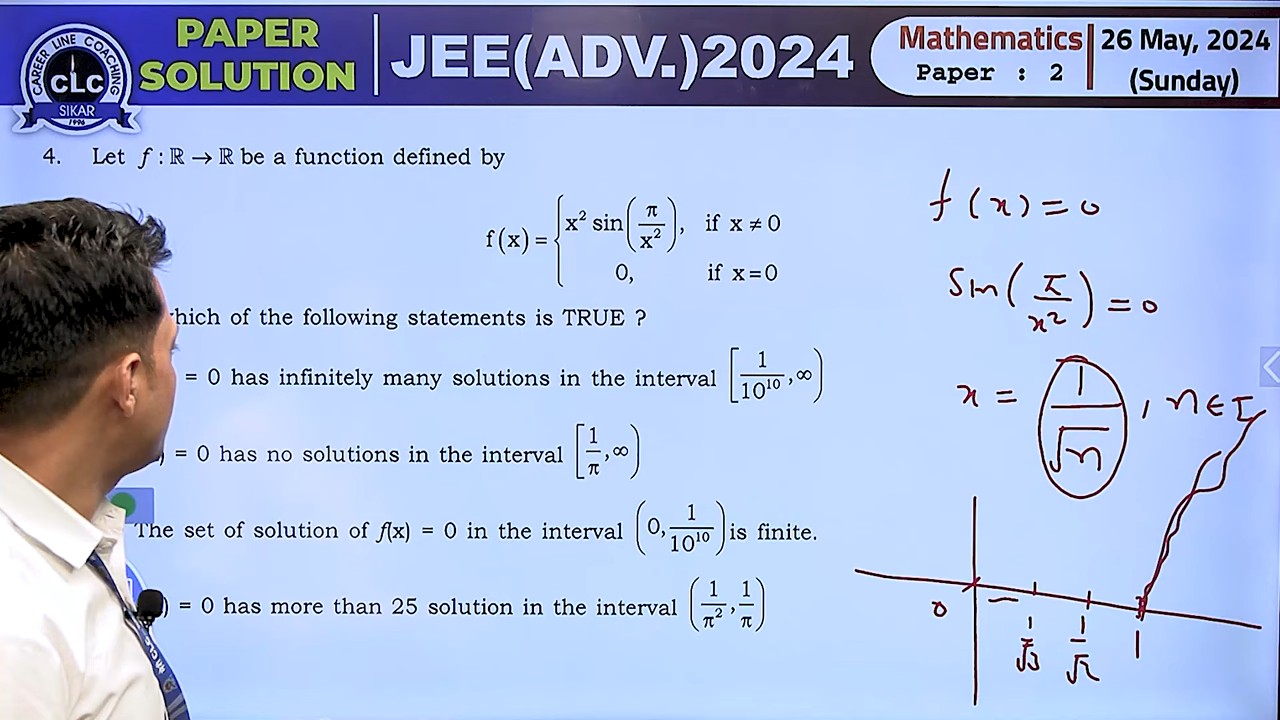 CAREER LINE COACHING
CLC
SIKAR
1996
PAPER
SOLUTION
JEE(ADV.)2024
Mathematics
Paper : 2
26 May, 2024
(Sunday)
4. Let f : ℝ → ℝ be a function defined by
f(x) = { x² sin(π/x²), if x ≠ 0
0, if x=0
hich of the following statements is TRUE ?
= 0 has infinitely many solutions in the interval [1/10¹⁰, ∞)
) = 0 has no solutions in the interval [1/π, ∞)
The set of solution of f(x) = 0 in the interval (0, 1/10¹⁰) is finite.
) = 0 has more than 25 solution in the interval (1/π², 1/π)
f(x) = 0
Sin(π/x²) = 0
x = 1/√n, n ∈ I
0 1/√3 1/√2 1
CLC